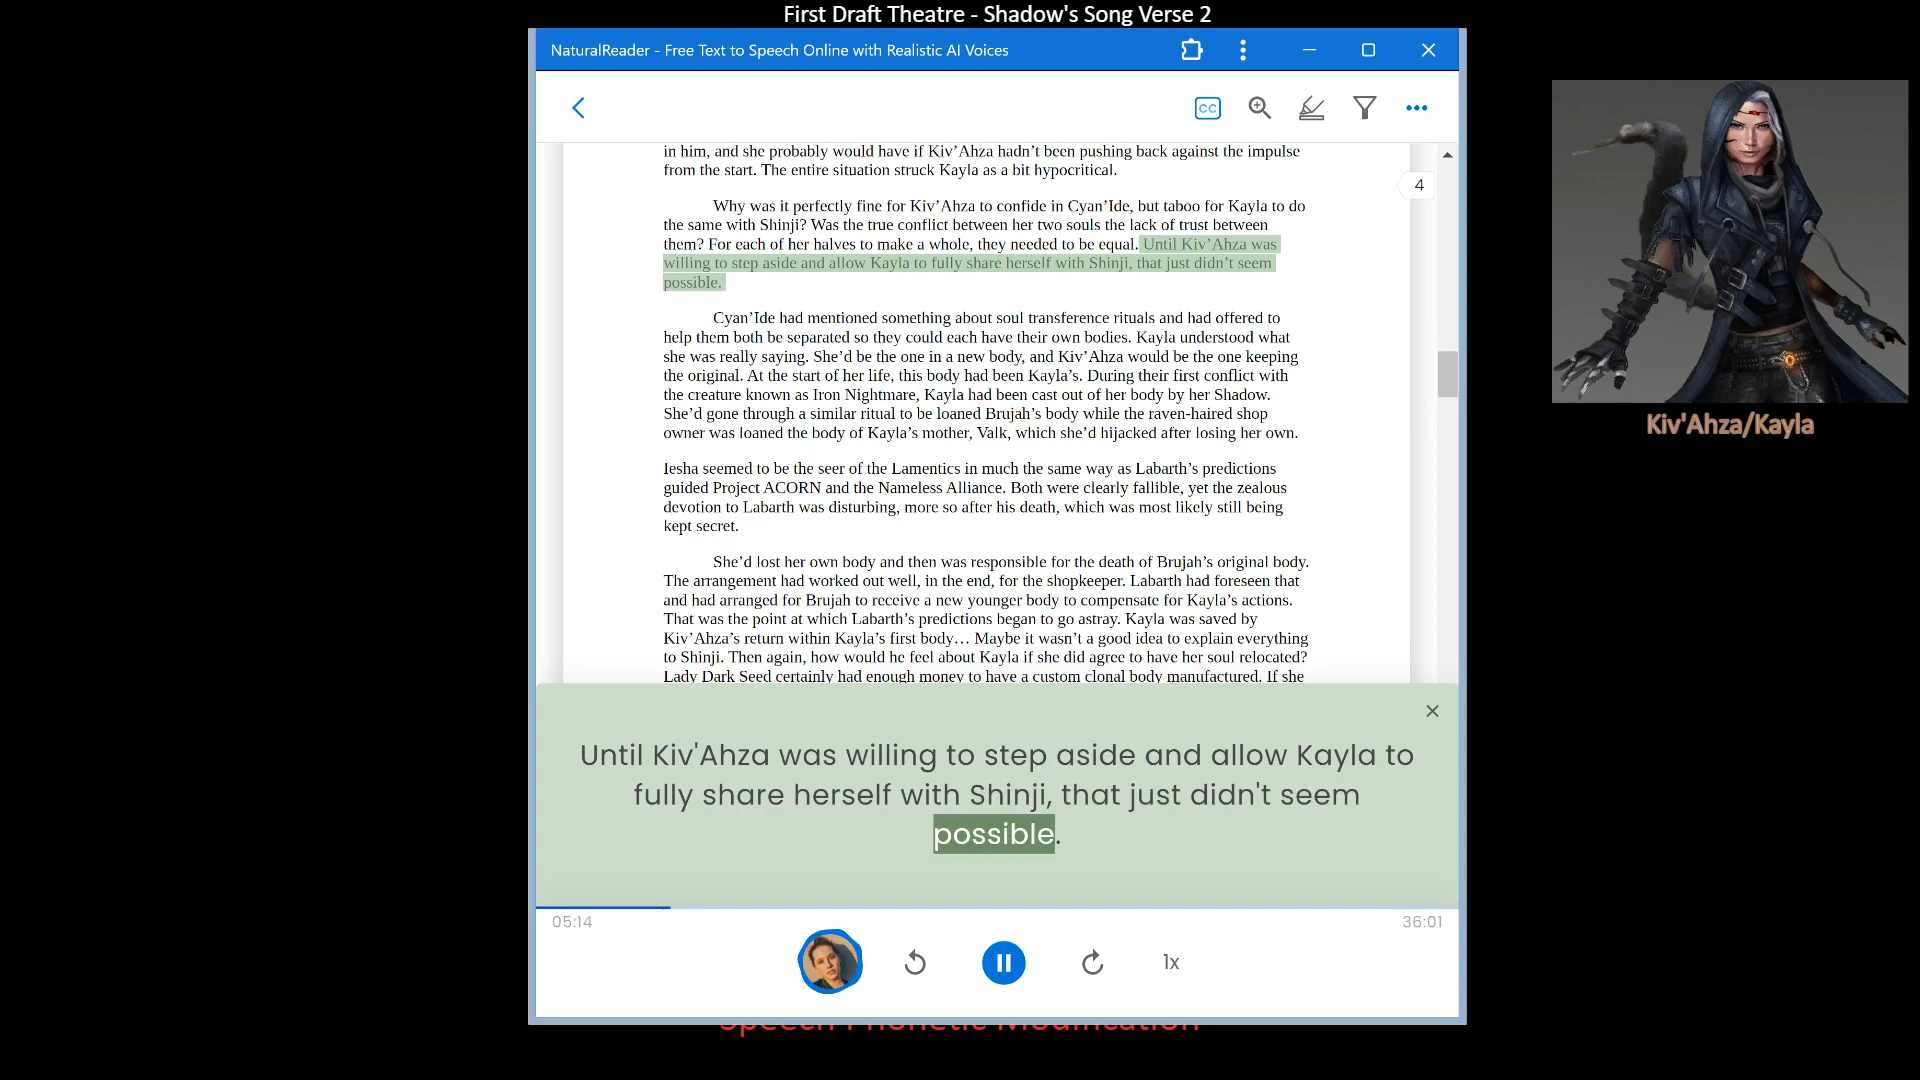 First Draft Theatre - Shadow's Song Verse 2
NaturalReader - Free Text to Speech Online with Realistic AI Voices
CC
in him, and she probably would have if Kiv’Ahza hadn’t been pushing back against the impulse
from the start. The entire situation struck Kayla as a bit hypocritical.
4
Why was it perfectly fine for Kiv’Ahza to confide in Cyan’Ide, but taboo for Kayla to do
the same with Shinji? Was the true conflict between her two souls the lack of trust between
them? For each of her halves to make a whole, they needed to be equal. Until Kiv’Ahza was
willing to step aside and allow Kayla to fully share herself with Shinji, that just didn’t seem
possible.
Cyan’Ide had mentioned something about soul transference rituals and had offered to
help them both be separated so they could each have their own bodies. Kayla understood what
she was really saying. She’d be the one in a new body, and Kiv’Ahza would be the one keeping
the original. At the start of her life, this body had been Kayla’s. During their first conflict with
the creature known as Iron Nightmare, Kayla had been cast out of her body by her Shadow.
She’d gone through a similar ritual to be loaned Brujah’s body while the raven-haired shop
owner was loaned the body of Kayla’s mother, Valk, which she’d hijacked after losing her own.
Iesha seemed to be the seer of the Lamentics in much the same way as Labarth’s predictions
guided Project ACORN and the Nameless Alliance. Both were clearly fallible, yet the zealous
devotion to Labarth was disturbing, more so after his death, which was most likely still being
kept secret.
She’d lost her own body and then was responsible for the death of Brujah’s original body.
The arrangement had worked out well, in the end, for the shopkeeper. Labarth had foreseen that
and had arranged for Brujah to receive a new younger body to compensate for Kayla’s actions.
That was the point at which Labarth’s predictions began to go astray. Kayla was saved by
Kiv’Ahza’s return within Kayla’s first body… Maybe it wasn’t a good idea to explain everything
to Shinji. Then again, how would he feel about Kayla if she did agree to have her soul relocated?
Lady Dark Seed certainly had enough money to have a custom clonal body manufactured. If she
Until Kiv'Ahza was willing to step aside and allow Kayla to
fully share herself with Shinji, that just didn't seem
possible.
05:14
36:01
1x
Speech Phonetic Modification
Kiv'Ahza/Kayla